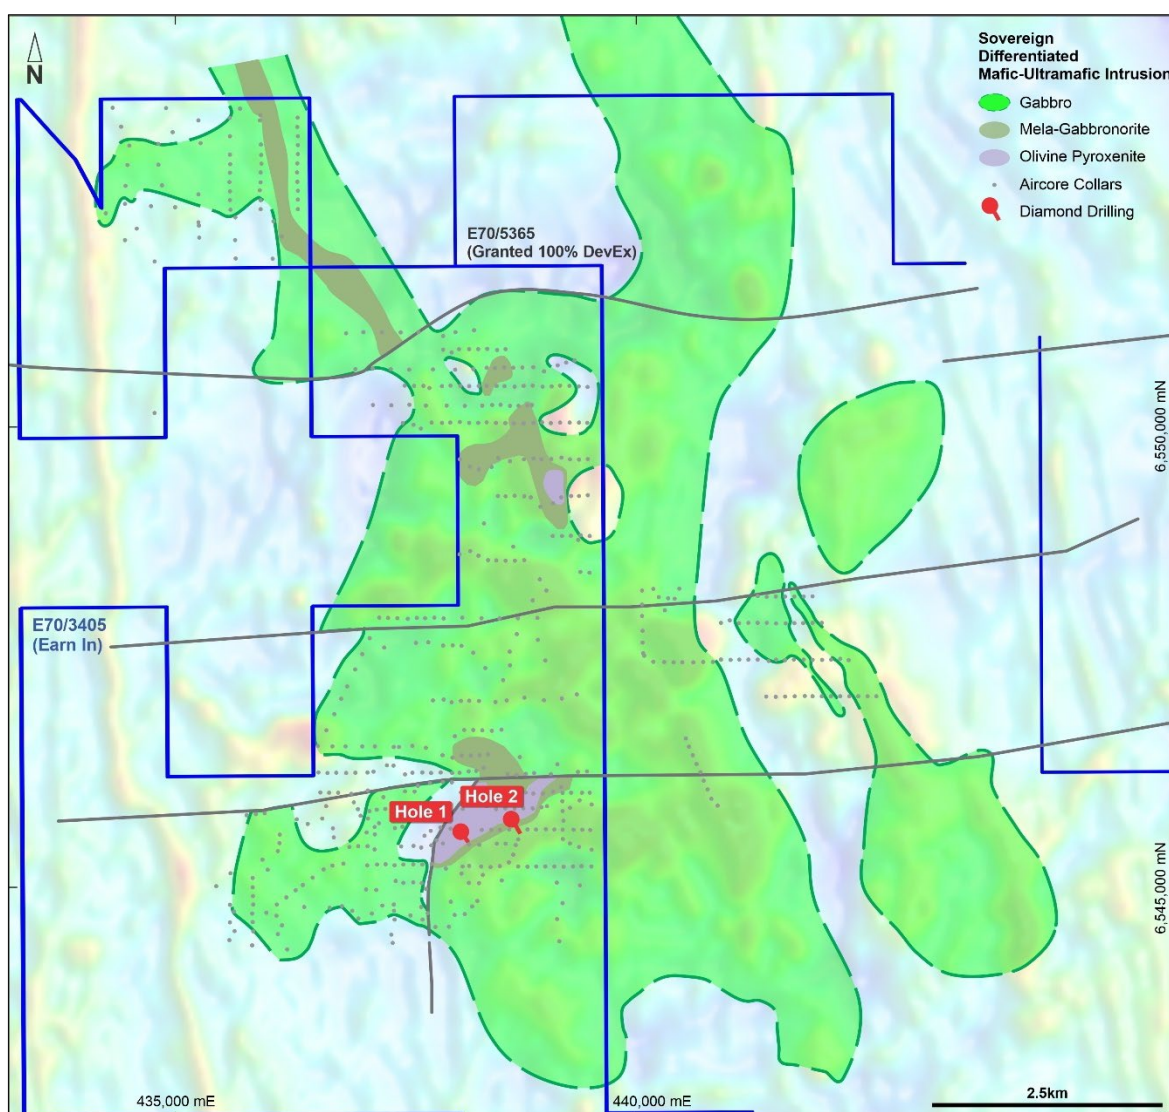 N
Sovereign
Differentiated
Mafic-Ultramafic Intrusion
Gabbro
Mela-Gabbronorite
Olivine Pyroxenite
Aircore Collars
Diamond Drilling
E70/5365
(Granted 100% DevEx)
6,550,000 mN
E70/3405
(Earn In)
Hole 2
Hole 1
6,545,000 mN
435,000 mE
440,000 mE
2.5km